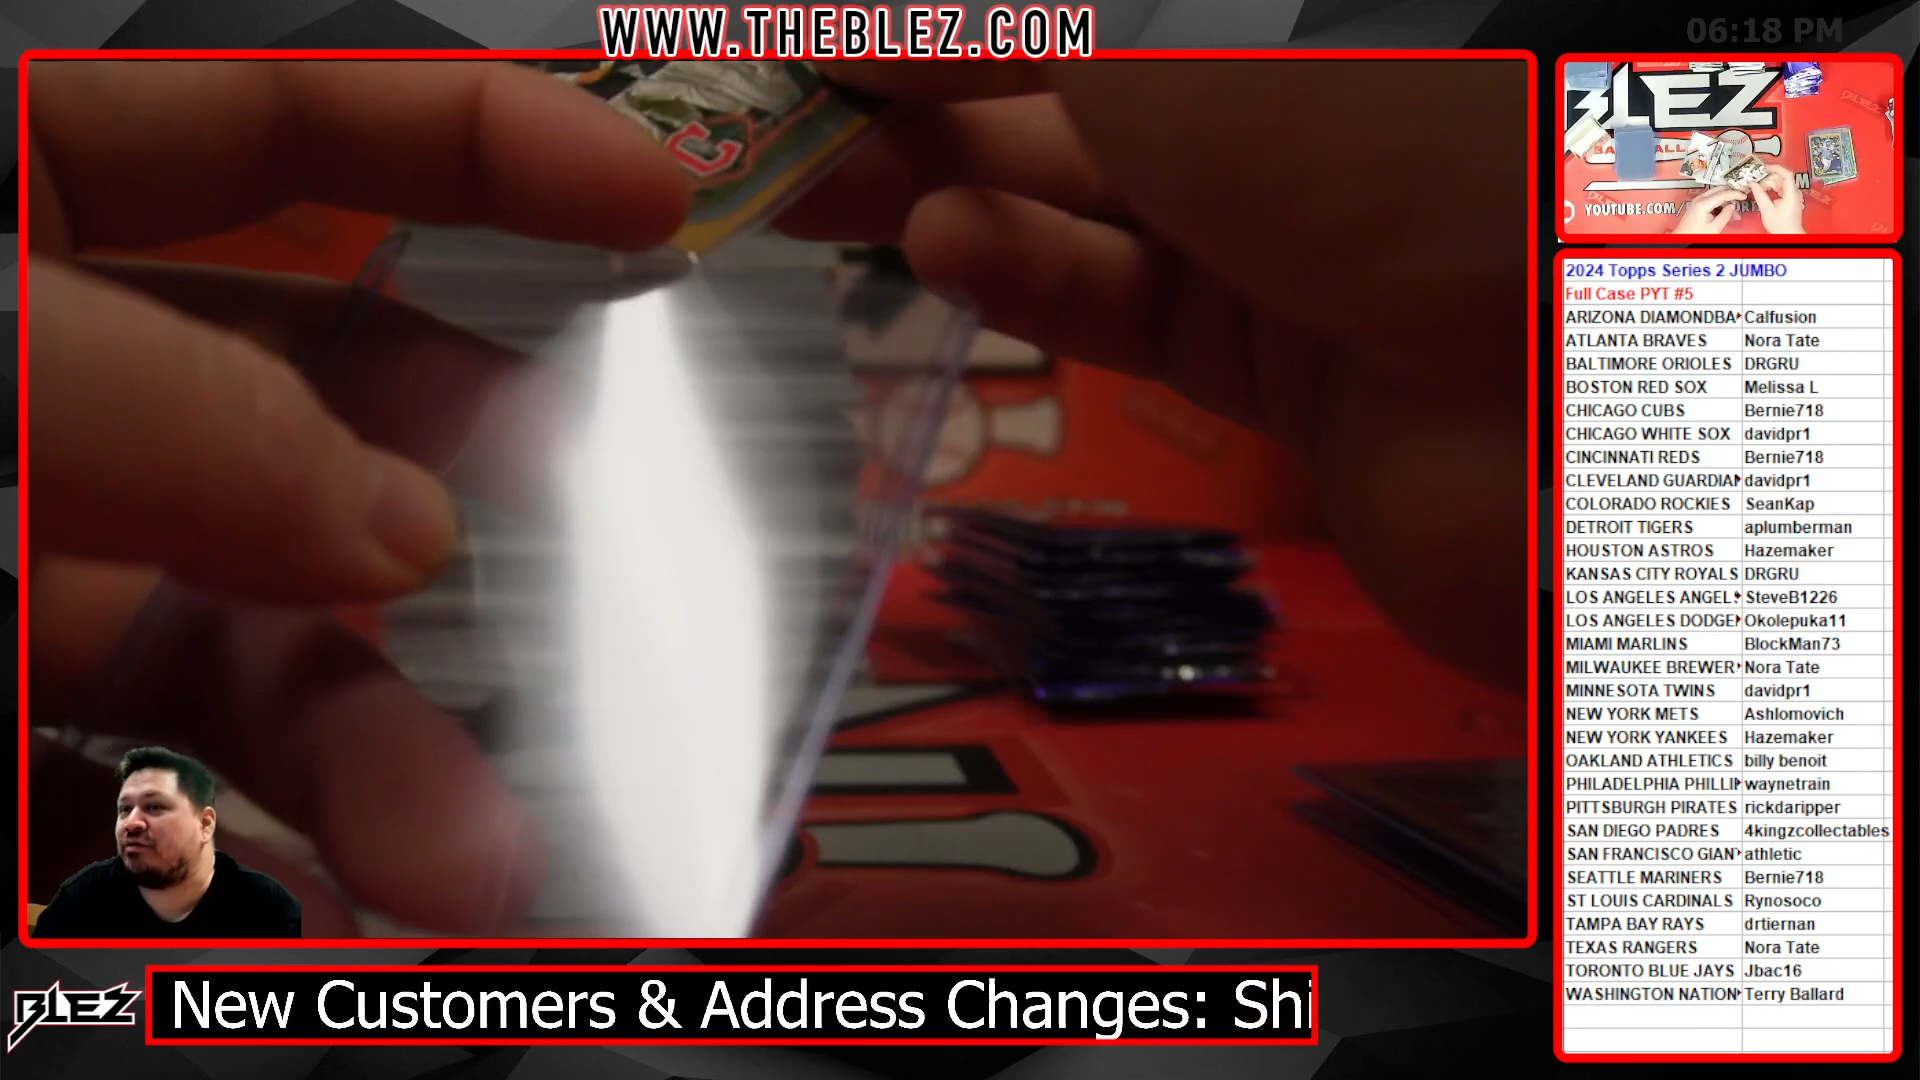 WWW.THEBLEZ.COM
06:18 PM
BLEZ
YOUTUBE.COM/
C
2024 Topps Series 2 JUMBO
Full Case PYT #5
ARIZONA DIAMONDBA Calfusion
ATLANTA BRAVES Nora Tate
BALTIMORE ORIOLES DRGRU
BOSTON RED SOX Melissa L
CHICAGO CUBS Bernie718
CHICAGO WHITE SOX davidpr1
CINCINNATI REDS Bernie718
CLEVELAND GUARDIAN davidpr1
COLORADO ROCKIES SeanKap
DETROIT TIGERS aplumberman
HOUSTON ASTROS Hazemaker
KANSAS CITY ROYALS DRGRU
LOS ANGELES ANGELS SteveB1226
LOS ANGELES DODGE Okolepuka11
MIAMI MARLINS BlockMan73
MILWAUKEE BREWER Nora Tate
MINNESOTA TWINS davidpr1
NEW YORK METS Ashlomovich
NEW YORK YANKEES Hazemaker
OAKLAND ATHLETICS billy benoit
PHILADELPHIA PHILLI waynetrain
PITTSBURGH PIRATES rickdaripper
SAN DIEGO PADRES 4kingzcollectables
SAN FRANCISCO GIAN athletic
SEATTLE MARINERS Bernie718
ST LOUIS CARDINALS Rynosoco
TAMPA BAY RAYS drtiernan
TEXAS RANGERS Nora Tate
TORONTO BLUE JAYS Jbac16
WASHINGTON NATION Terry Ballard
BLEZ
New Customers & Address Changes: Shi